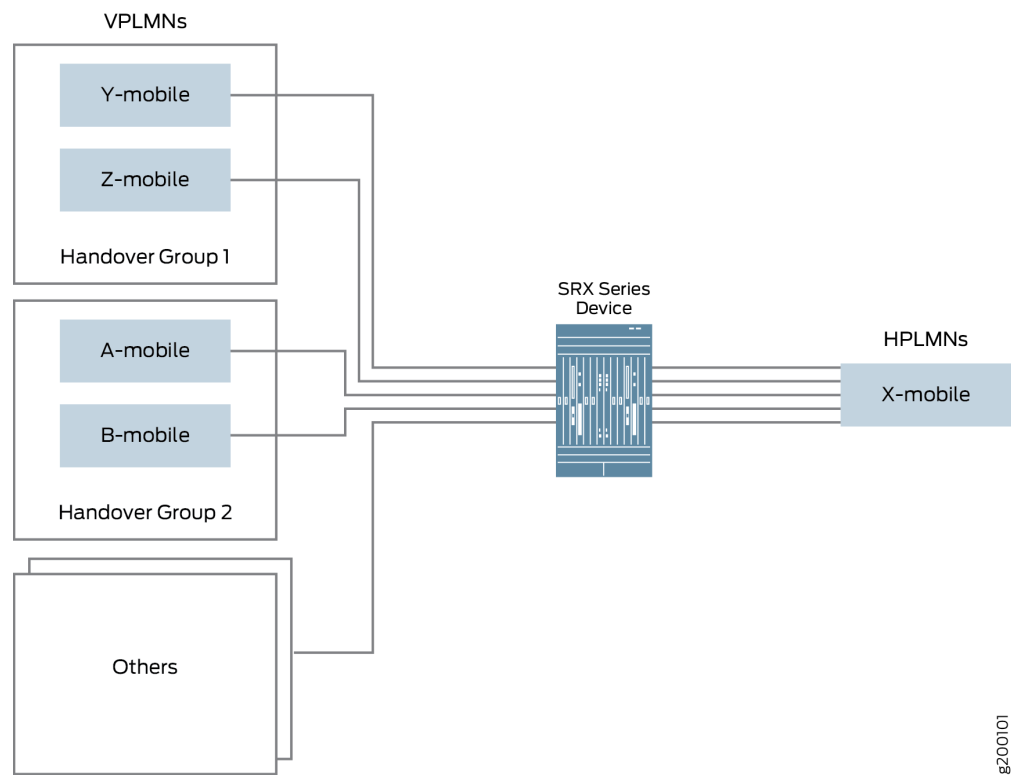 VPLMNs
Y-mobile
Z-mobile
Handover Group 1
A-mobile
B-mobile
Handover Group 2
Others
SRX Series
Device
HPLMNs
X-mobile
g200101